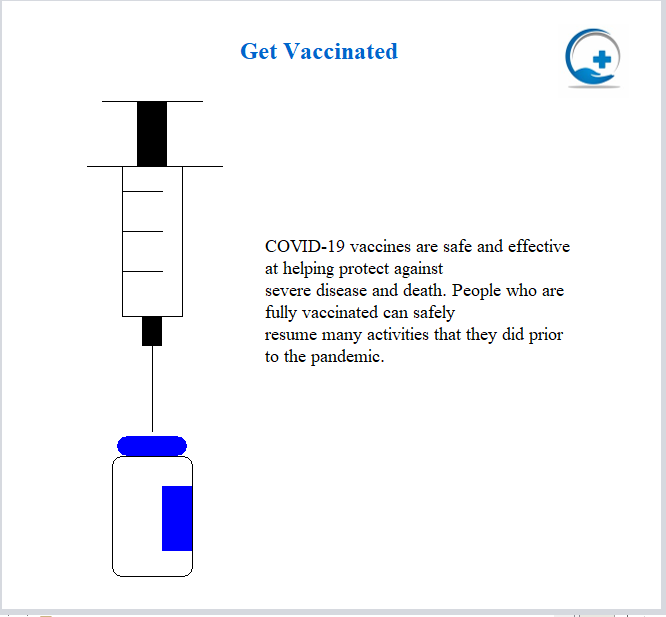 Get Vaccinated
COVID-19 vaccines are safe and effective
at helping protect against
severe disease and death. People who are
fully vaccinated can safely
resume many activities that they did prior
to the pandemic.